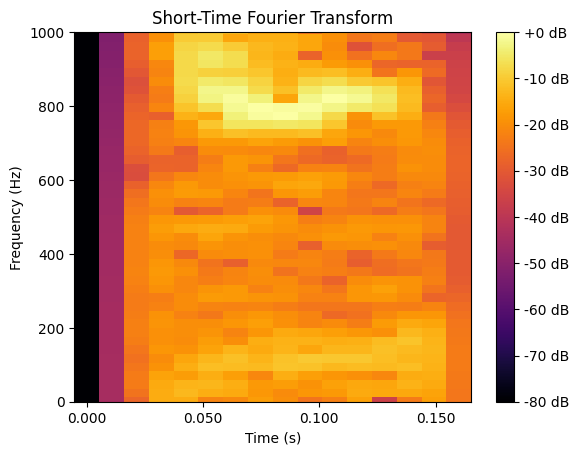 Short-Time Fourier Transform
Frequency (Hz)
1000
800
600
400
200
0
0.000 0.050 0.100 0.150
Time (s)
+0 dB
-10 dB
-20 dB
-30 dB
-40 dB
-50 dB
-60 dB
-70 dB
-80 dB